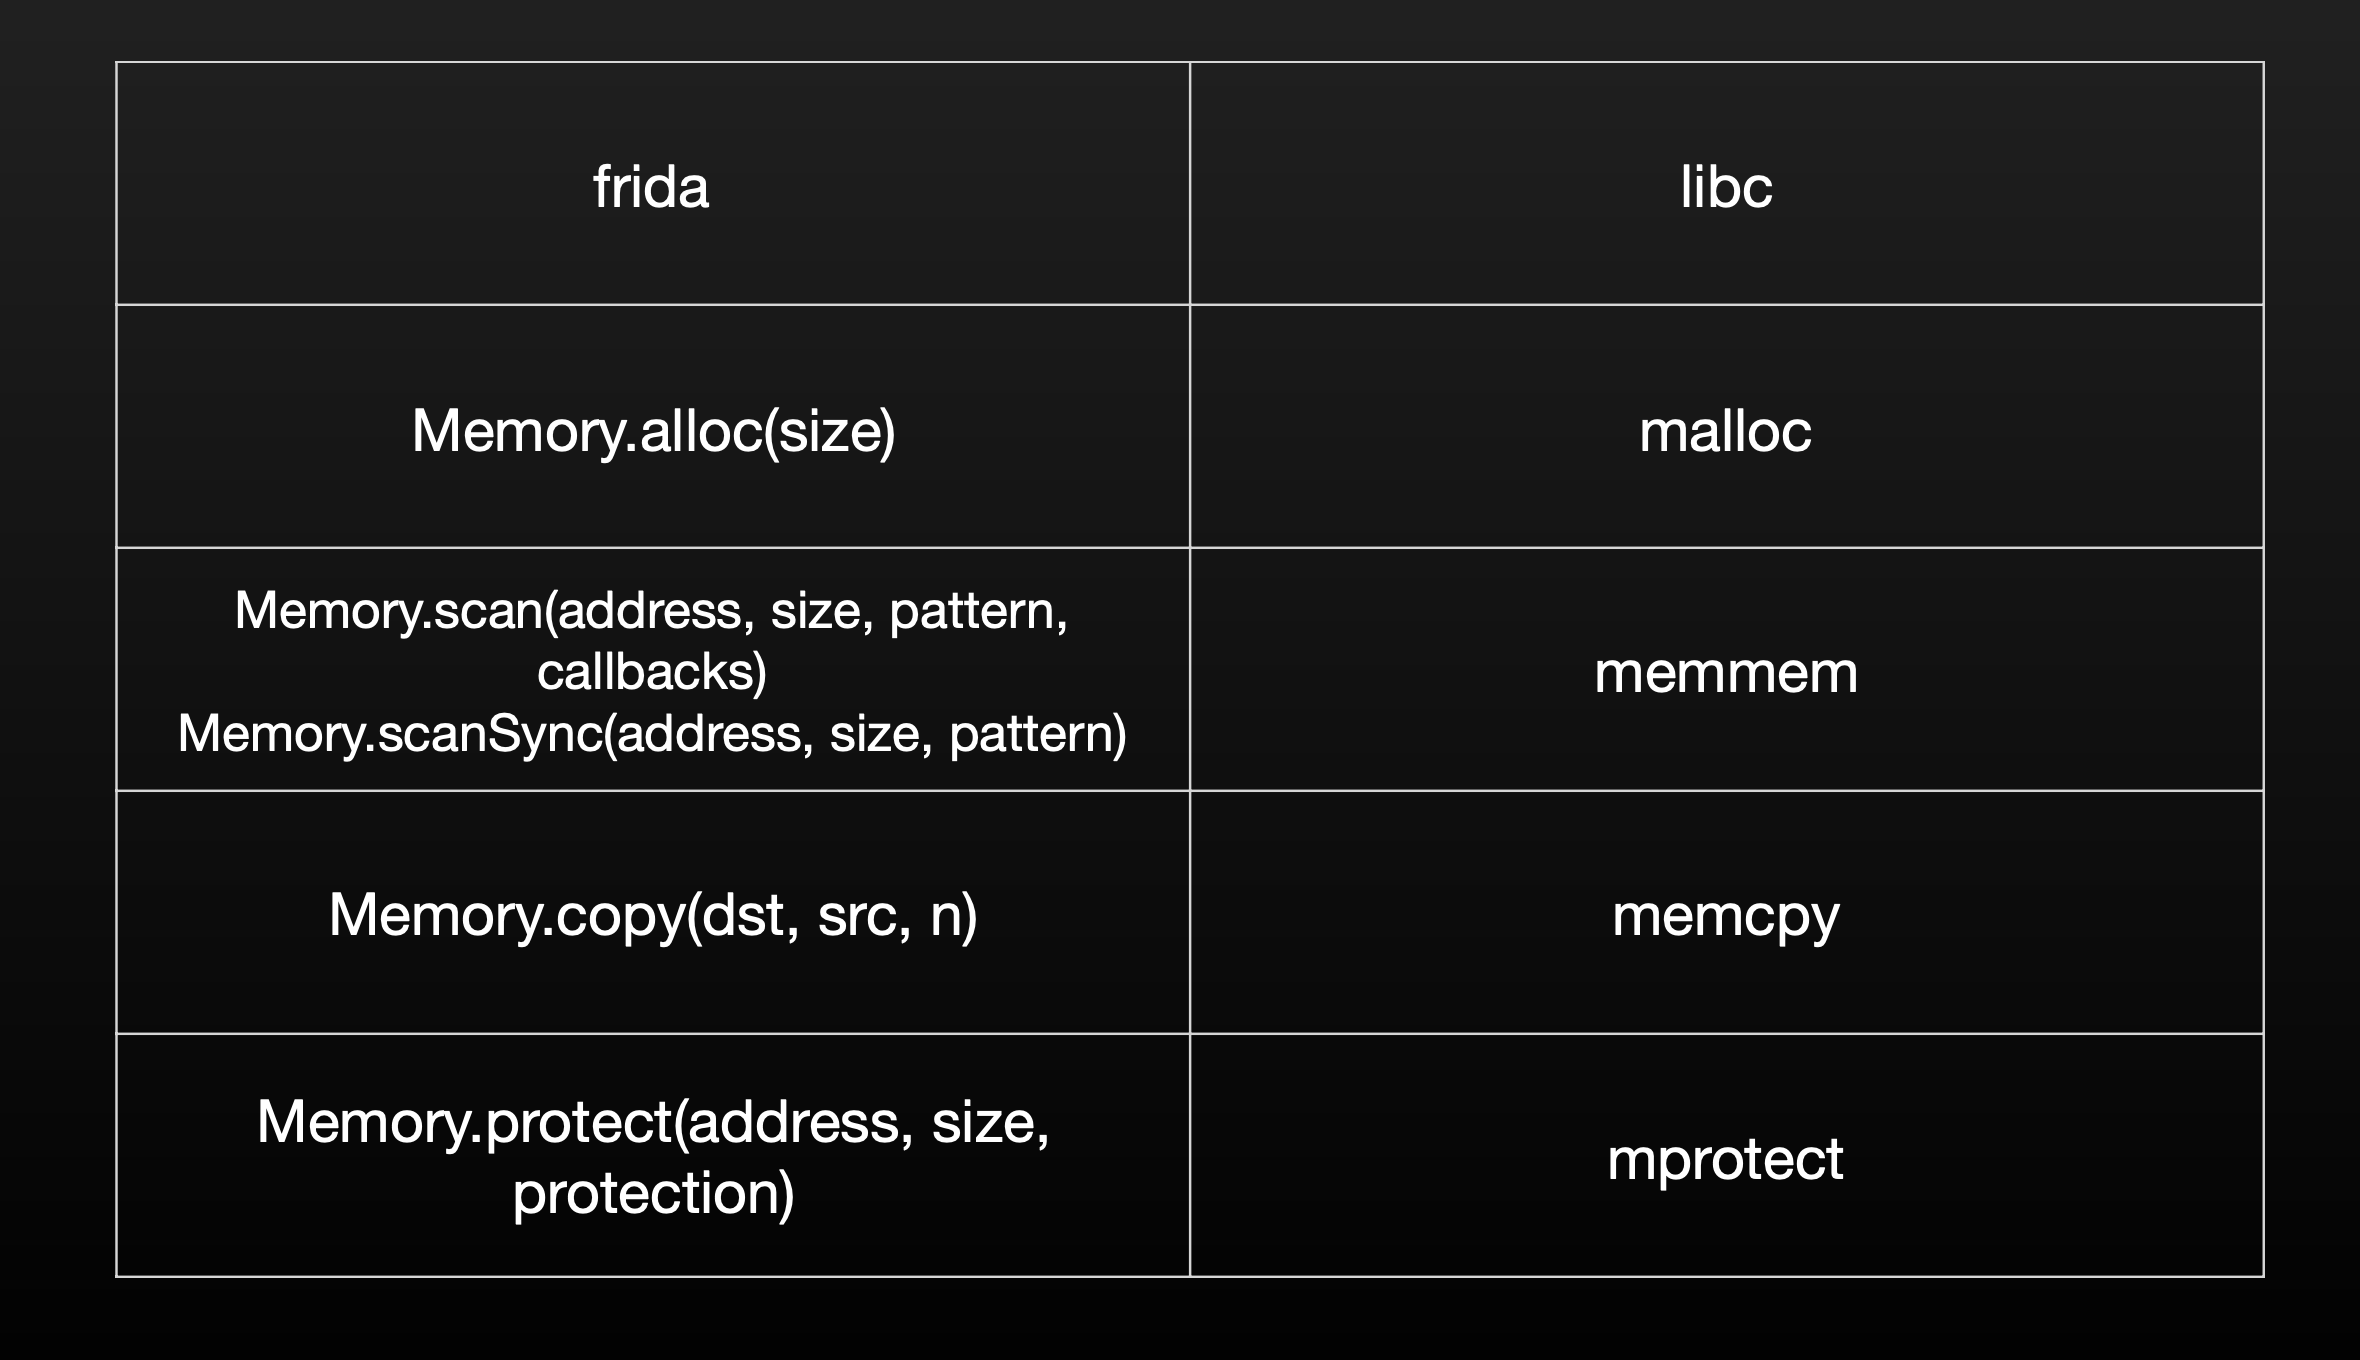 frida
libc
Memory.alloc(size)
malloc
Memory.scan(address, size, pattern,
callbacks)
Memory.scanSync(address, size, pattern)
memmem
Memory.copy(dst, src, n)
memcpy
Memory.protect(address, size,
protection)
mprotect